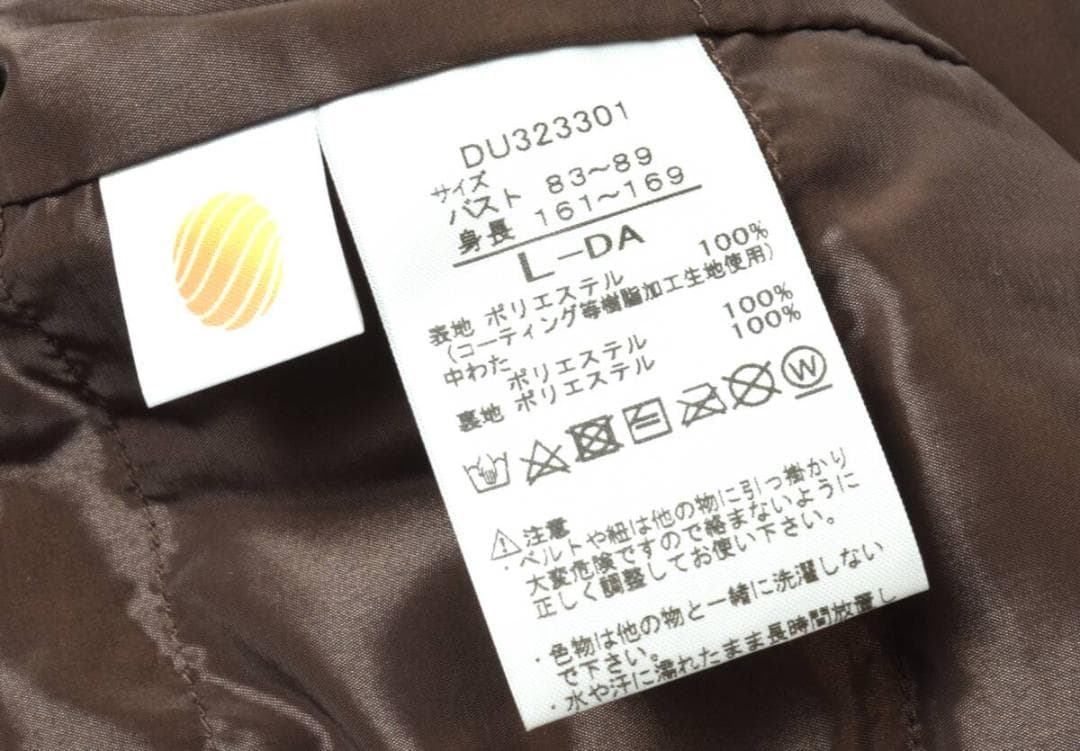 DU323301
サイズ
バスト 83~89
身長 161~169
L-DA
表地 ポリエステル 100%
(コーティング等樹脂加工生地使用)
中わた
ポリエステル 100%
裏地 ポリエステル 100%
W
注意
・ベルトや紐は他の物に引っ掛かり
大変危険ですので絡まないように
正しく調整してお使い下さい。
・色物は他の物と一緒に洗濯しない
で下さい。
・水や汗に濡れたまま長時間放置し